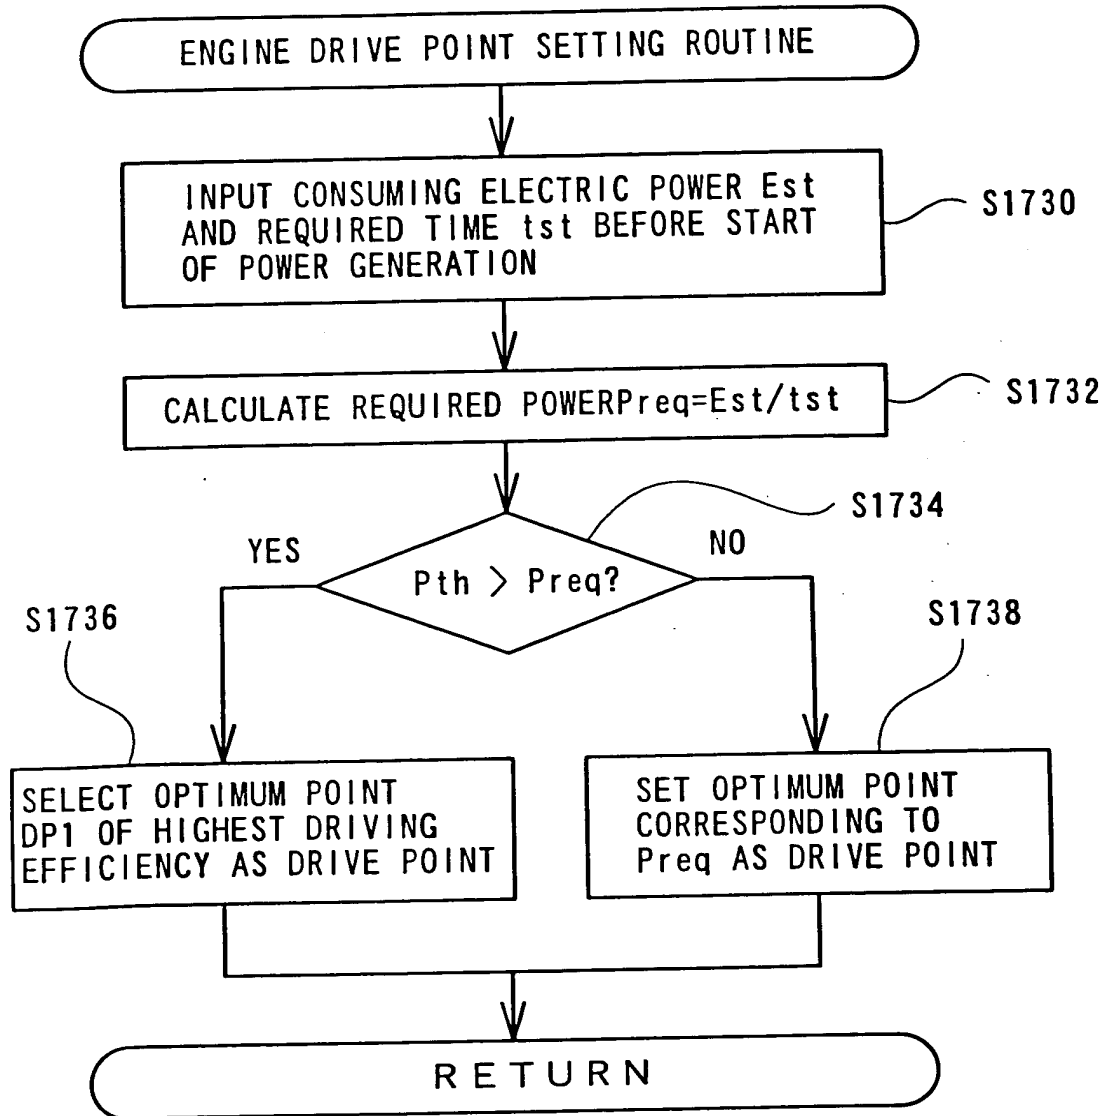 ENGINE DRIVE POINT SETTING ROUTINE
INPUT CONSUMING ELECTRIC POWER Est
AND REQUIRED TIME tst BEFORE START
OF POWER GENERATION
S1730
CALCULATE REQUIRED POWERPreq=Est/tst
S1732
S1734
YES
NO
Pth > Preq?
S1736
S1738
SELECT OPTIMUM POINT
DP1 OF HIGHEST DRIVING
EFFICIENCY AS DRIVE POINT
SET OPTIMUM POINT
CORRESPONDING TO
Preq AS DRIVE POINT
RETURN